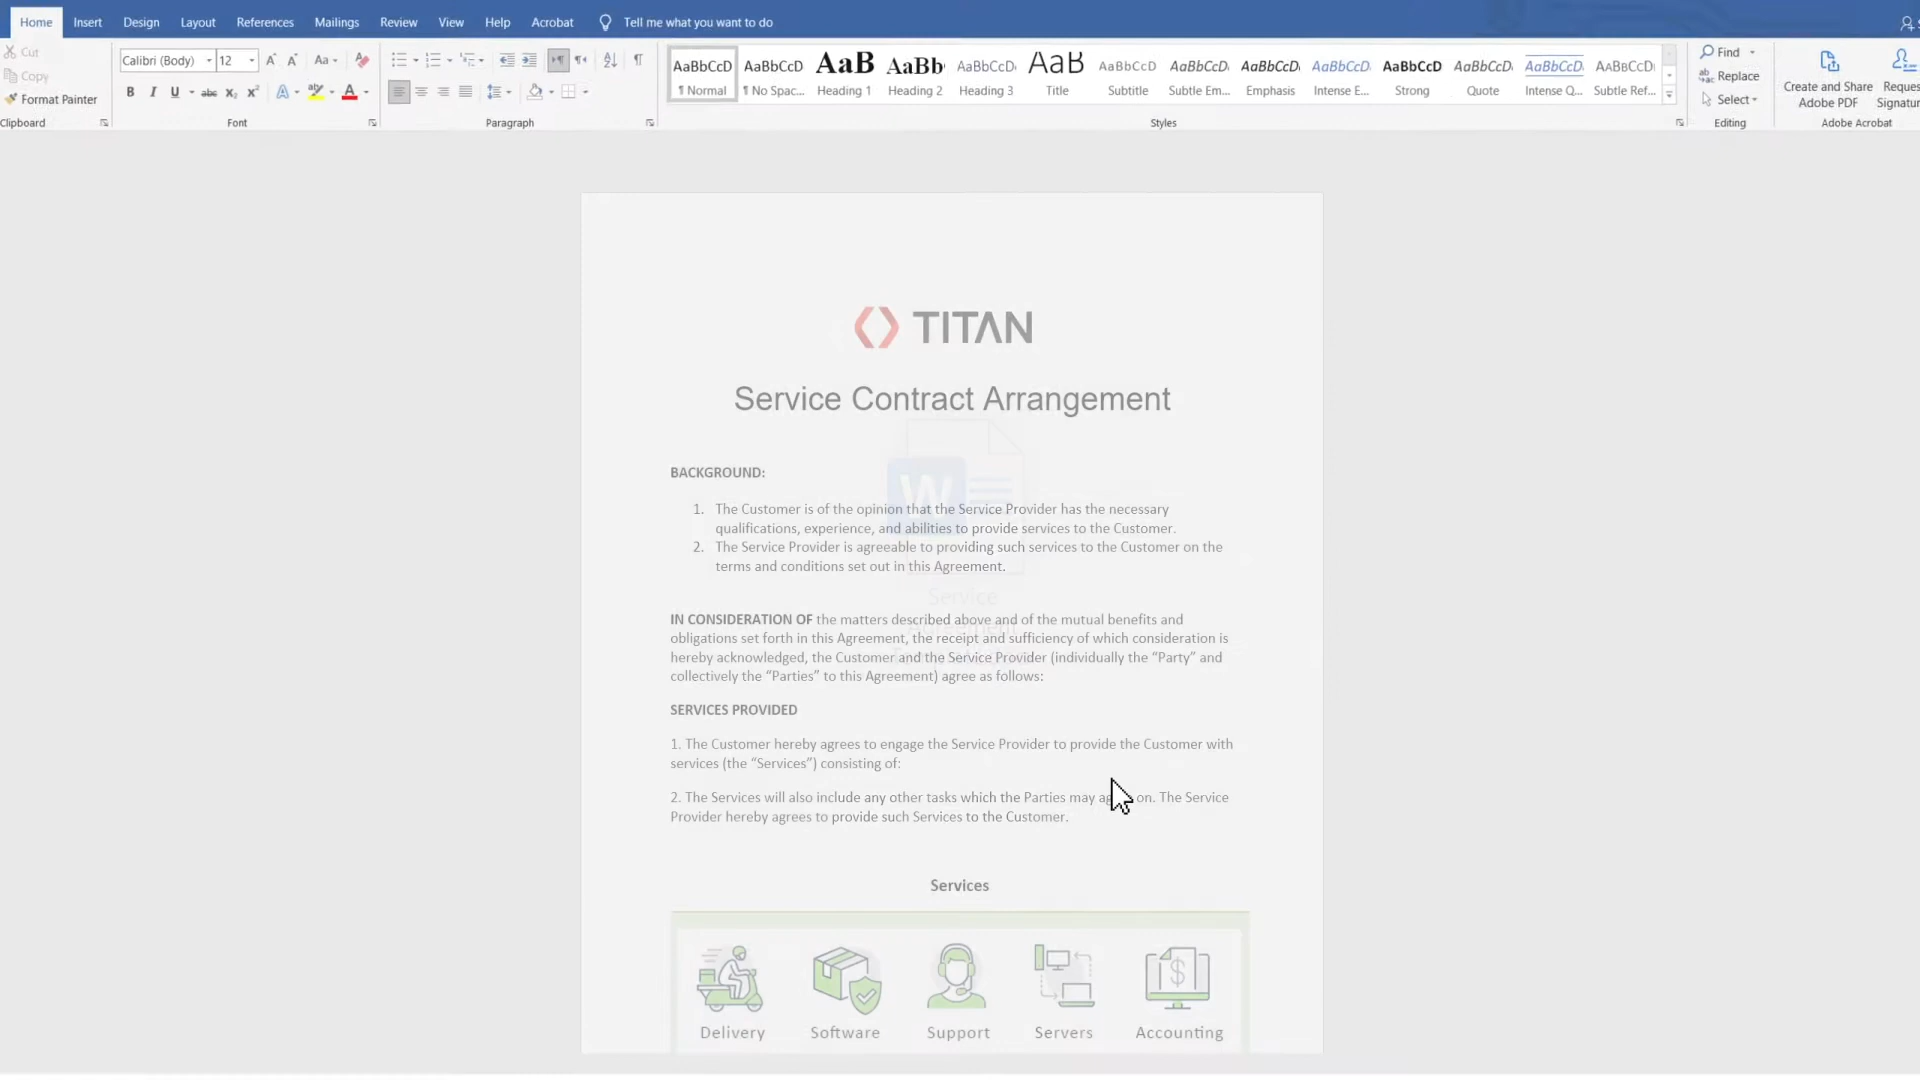 Home Insert Design Layout References Mailings Review View Help Acrobat Tell me what you want to do
Cut
Copy
Format Painter
Clipboard
Calibri (Body) 12 Aa
B I U abc X₂ X² A ab A
Font
Paragraph
AaBbCcD AaBbCcD AaB AaBb AaBbCcD AaB AaBbCcD AaBbCcD AaBbCcD AaBbCcD AaBbCcD AaBbCcD AaBbCcD AaBbCcD
¶ Normal ¶ No Spac... Heading 1 Heading 2 Heading 3 Title Subtitle Subtle Em... Emphasis Intense E... Strong Quote Intense Q... Subtle Ref...
Styles
Find
Replace
Select
Editing
Create and Share
Adobe PDF
Reques
Signatur
Adobe Acrobat
TITAN
Service Contract Arrangement
W
BACKGROUND:
1. The Customer is of the opinion that the Service Provider has the necessary
qualifications, experience, and abilities to provide services to the Customer.
2. The Service Provider is agreeable to providing such services to the Customer on the
terms and conditions set out in this Agreement.
Service
IN CONSIDERATION OF the matters described above and of the mutual benefits and
obligations set forth in this Agreement, the receipt and sufficiency of which consideration is
hereby acknowledged, the Customer and the Service Provider (individually the “Party” and
collectively the “Parties” to this Agreement) agree as follows:
SERVICES PROVIDED
1. The Customer hereby agrees to engage the Service Provider to provide the Customer with
services (the “Services”) consisting of:
2. The Services will also include any other tasks which the Parties may on. The Service
Provider hereby agrees to provide such Services to the Customer.
Services
Delivery Software Support Servers Accounting